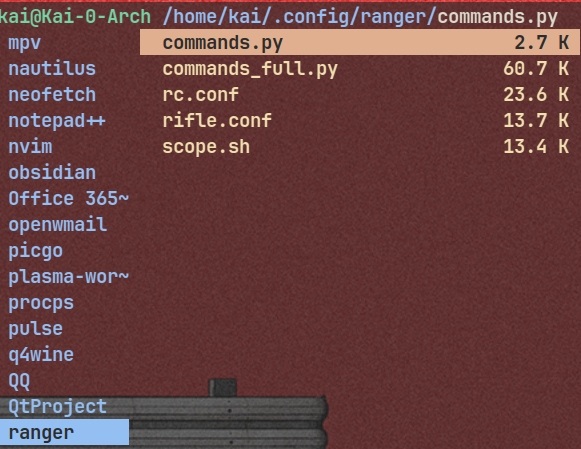 kai@Kai-0-Arch /home/kai/.config/ranger/commands.py
mpv commands.py 2.7 K
nautilus commands_full.py 60.7 K
neofetch rc.conf 23.6 K
notepad++ rifle.conf 13.7 K
nvim scope.sh 13.4 K
obsidian
Office 365~
openwmail
picgo
plasma-wor~
procps
pulse
q4wine
QQ
QtProject
ranger